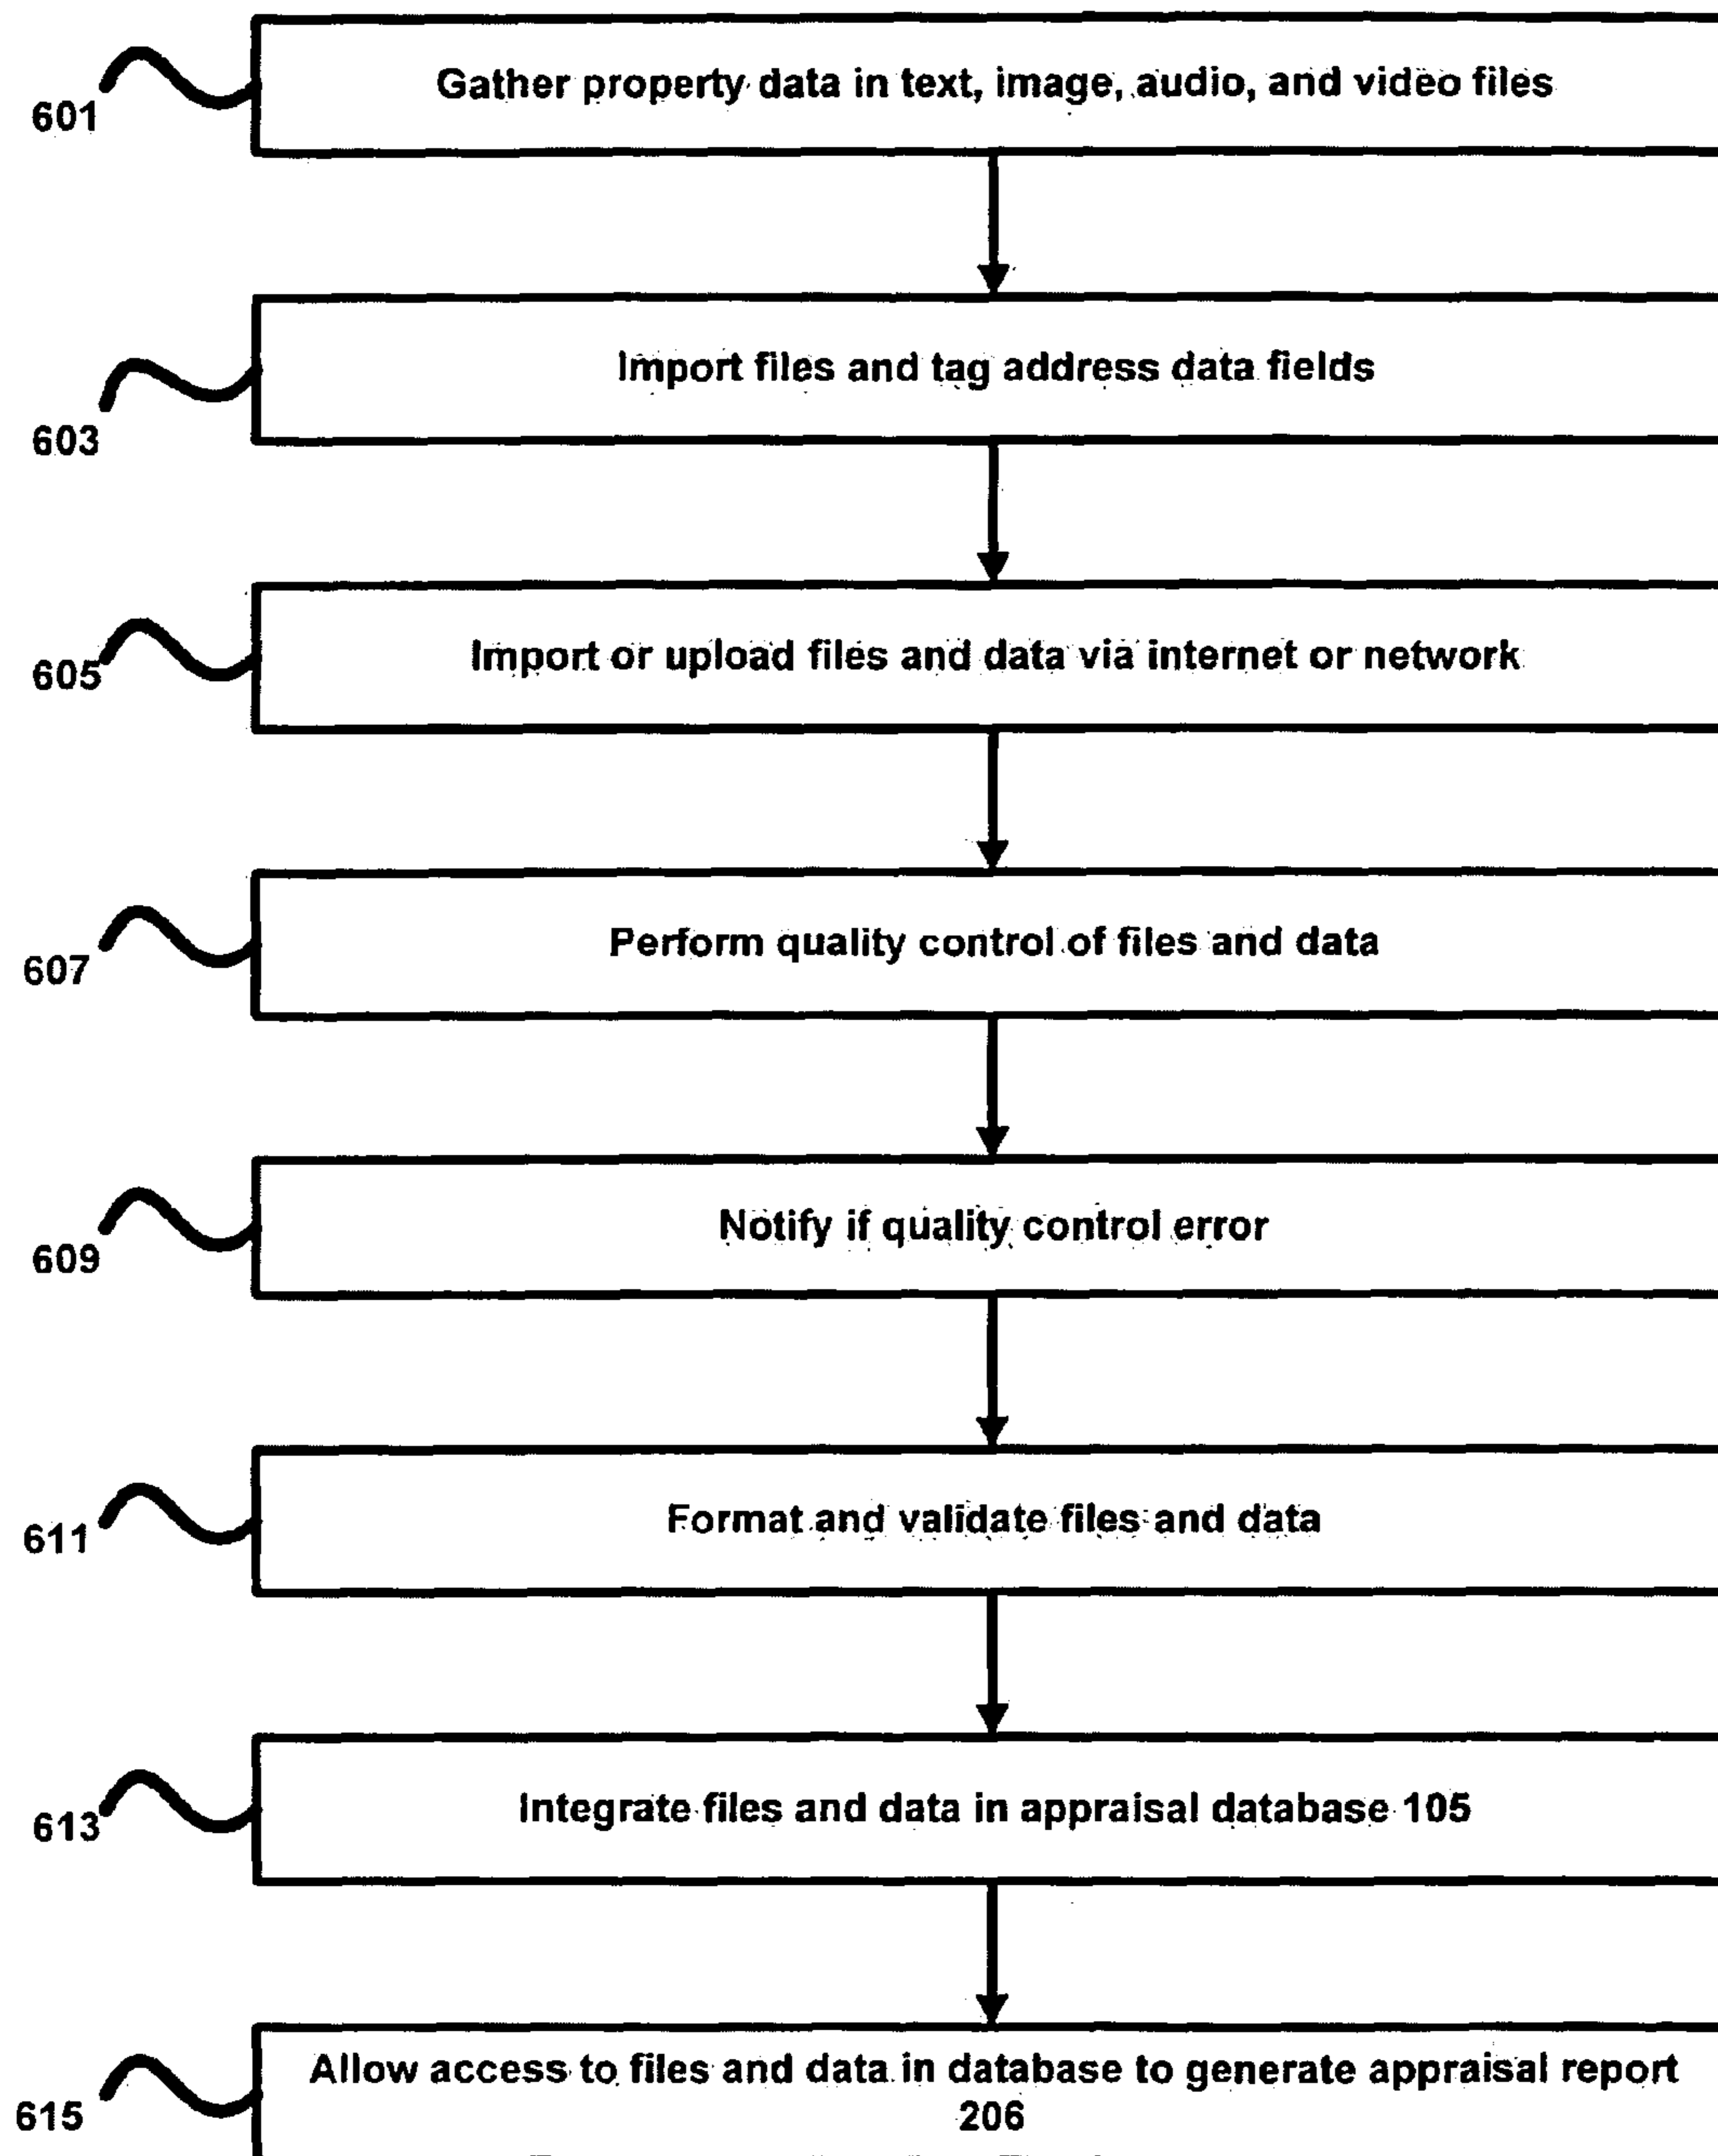 Gather property data in text, image, audio, and video files
601
Import files and tag address data fields
603
Import or upload files and data via internet or network
605
Perform quality control of files and data
607
Notify if quality control error
609
Format and validate files and data
611
Integrate files and data in appraisal database 105
613
Allow access to files and data in database to generate appraisal report
206
615